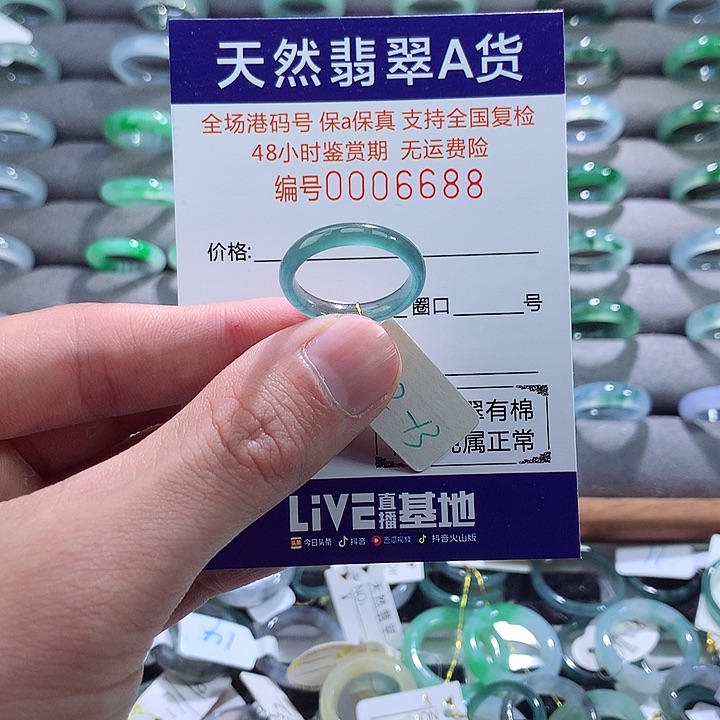 天然翡翠A货
全场港码号 保a保真 支持全国复检
48小时鉴赏期 无运费险
编号0006688
价格:
圈口 号
翠有棉
属正常
LiVE直播基地
今日头条 抖音 西瓜视频 抖音火山版
14